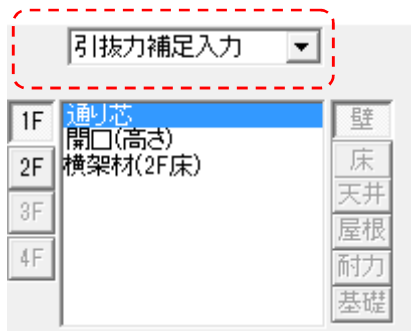 引抜力補足入力
1F
2F
3F
4F
通り芯
開口(高さ)
横架材(2F床)
壁
床
天井
屋根
耐力
基礎